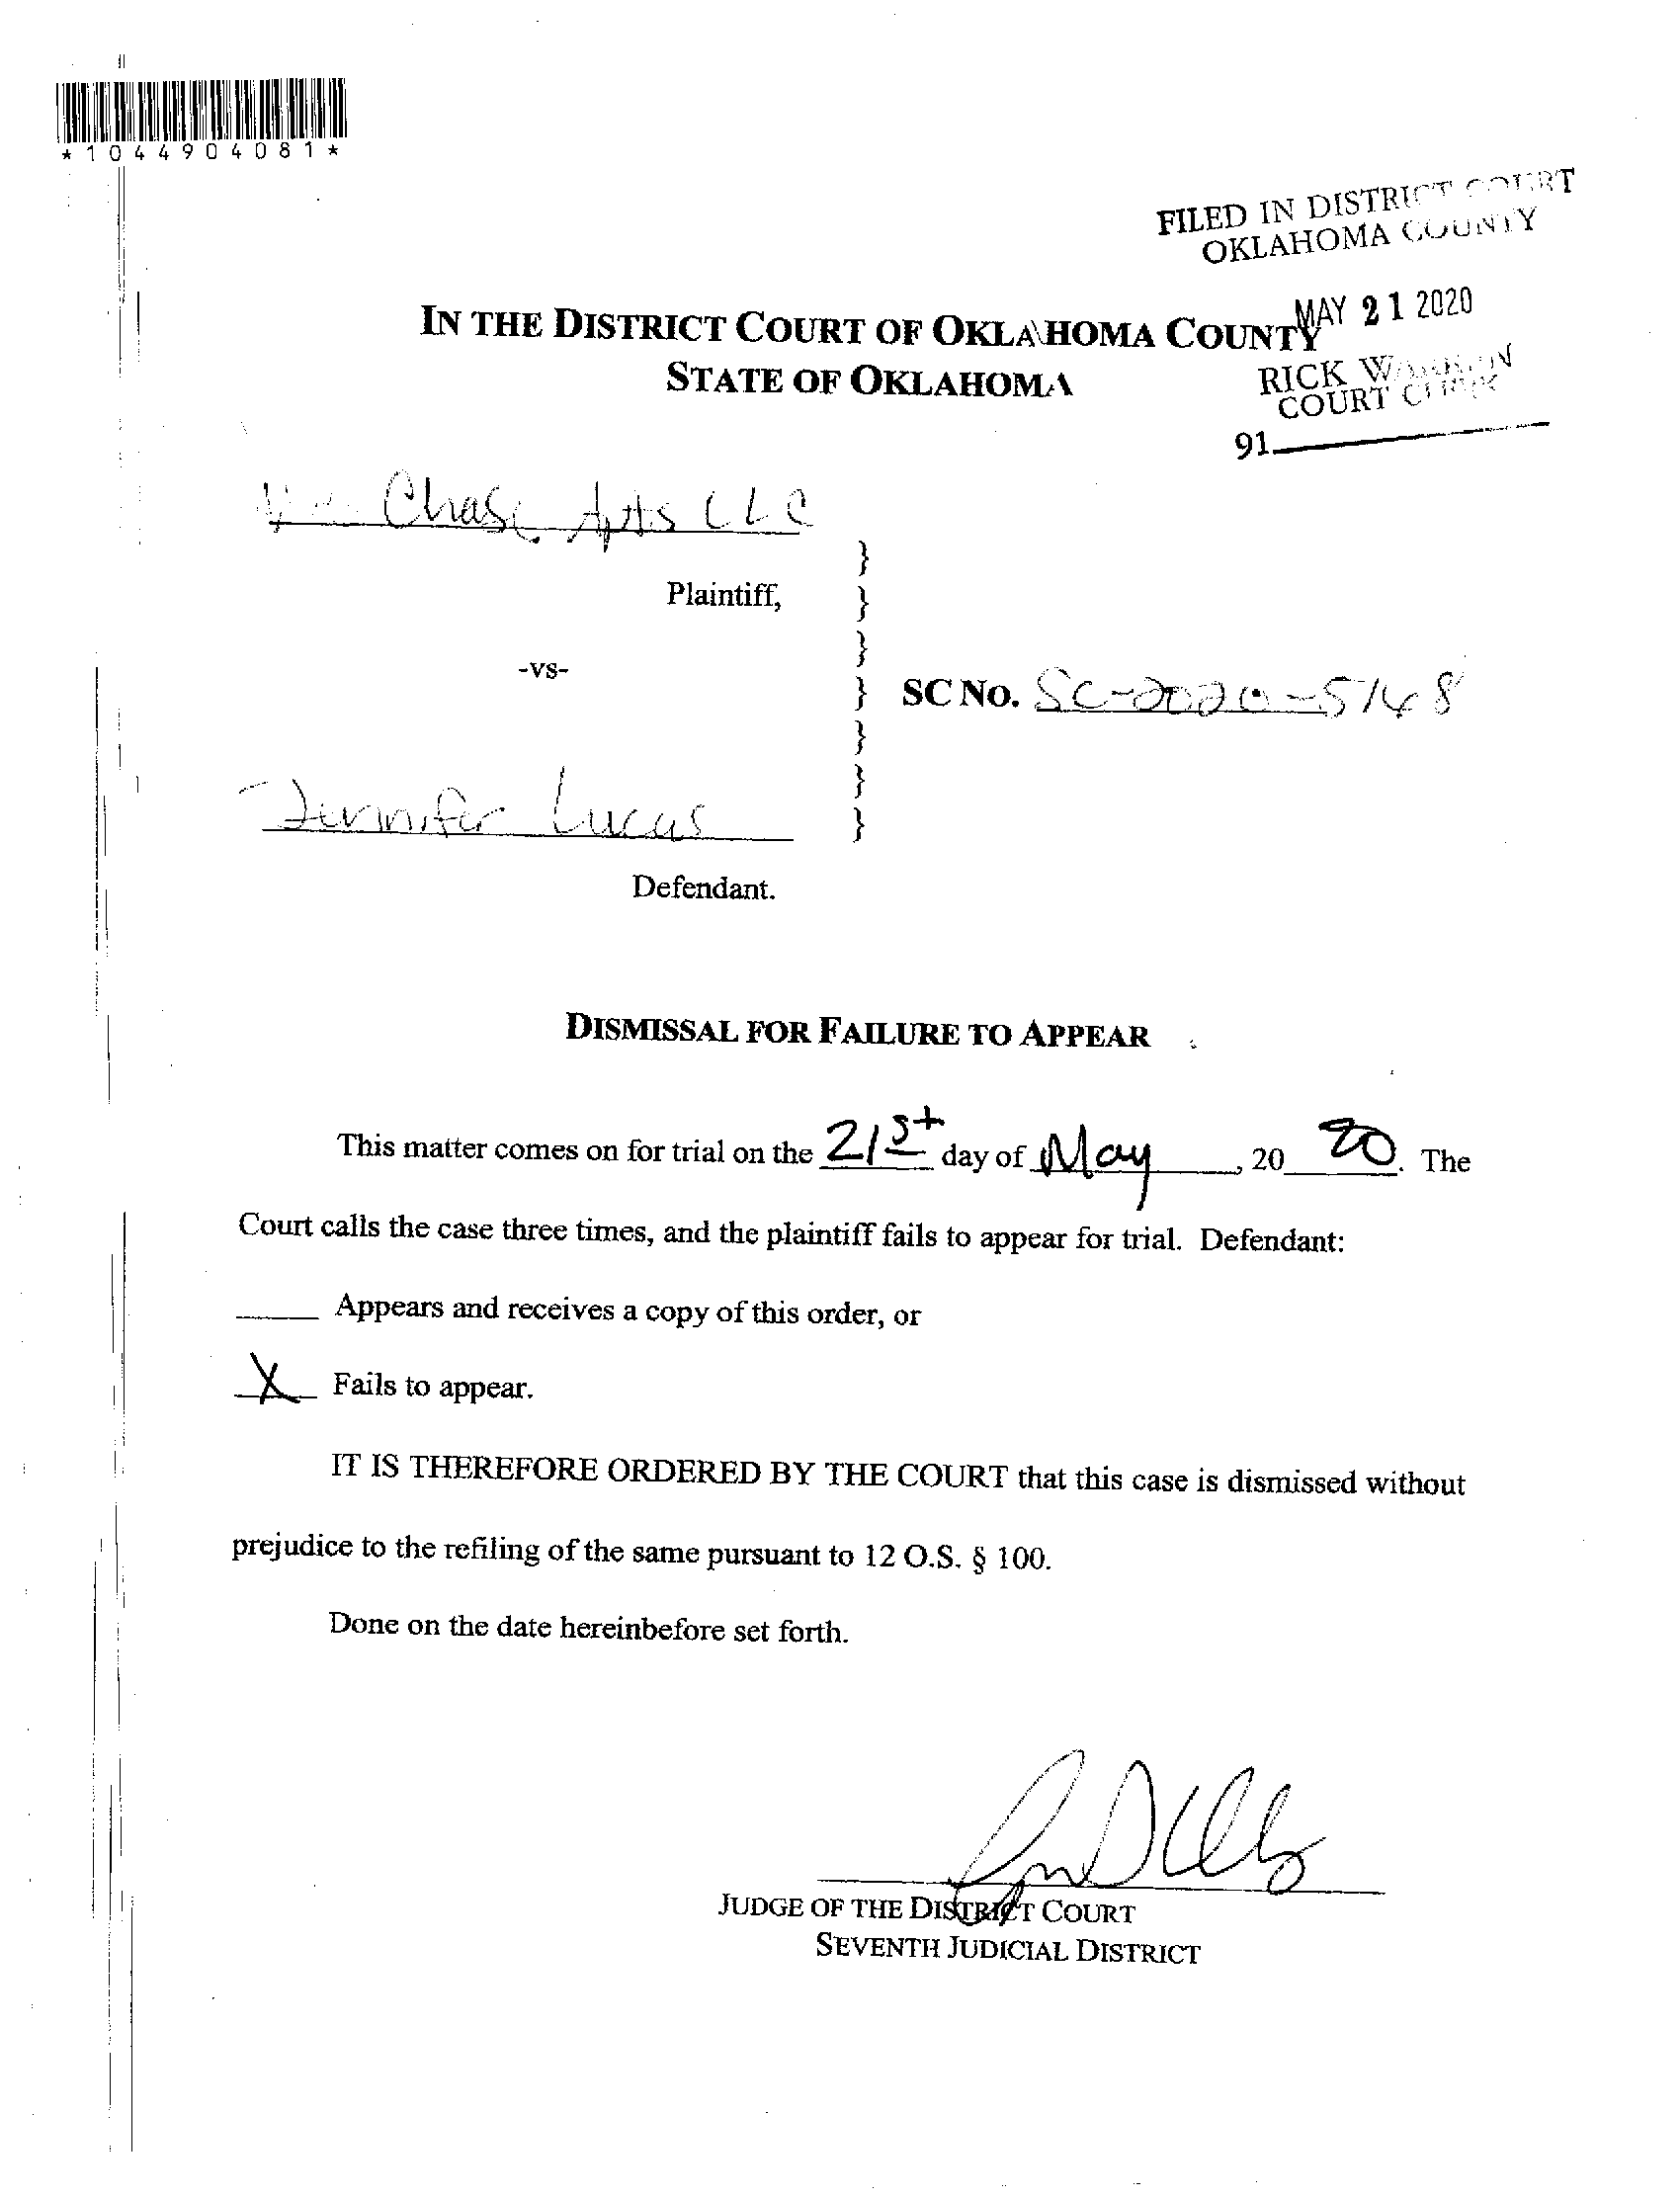 *1044904081*
FILED IN DISTRICT COURT
OKLAHOMA COUNTY
MAY 21 2020
RICK WARREN
COURT CLERK
91
IN THE DISTRICT COURT OF OKLAHOMA COUNTY
STATE OF OKLAHOMA
Chase Apts LLC
Plaintiff,
-vs-
SC NO. SC-2020-5148
Jennifer Lucas
Defendant.
DISMISSAL FOR FAILURE TO APPEAR
This matter comes on for trial on the 21st day of May, 20 20. The
Court calls the case three times, and the plaintiff fails to appear for trial. Defendant:
Appears and receives a copy of this order, or
X Fails to appear.
IT IS THEREFORE ORDERED BY THE COURT that this case is dismissed without
prejudice to the refiling of the same pursuant to 12 O.S. § 100.
Done on the date hereinbefore set forth.
JUDGE OF THE DISTRICT COURT
SEVENTH JUDICIAL DISTRICT